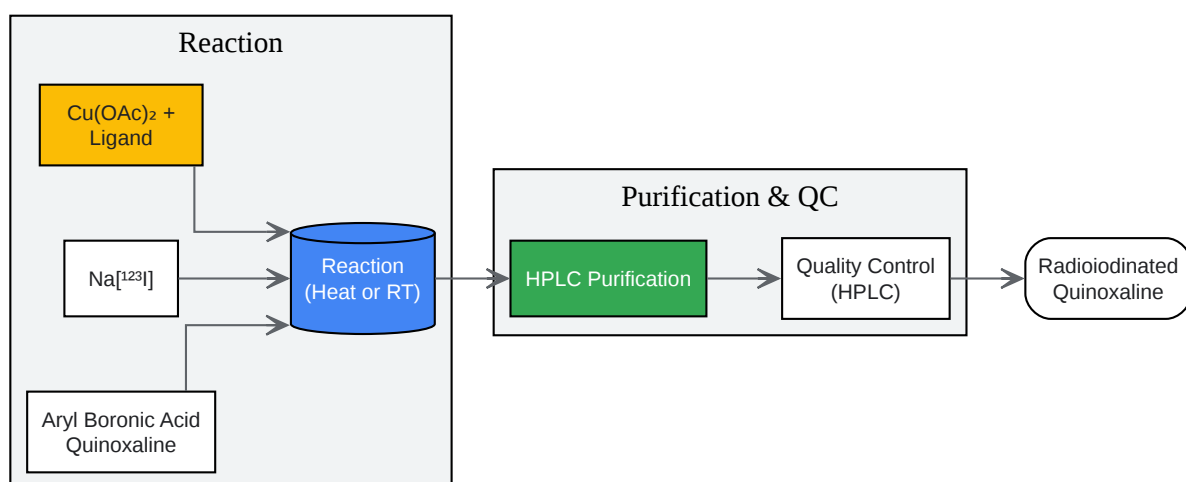 Reaction
Cu(OAc)₂ +
Ligand
Na[¹²³I]
Aryl Boronic Acid
Quinoxaline
Reaction
(Heat or RT)
Purification & QC
HPLC Purification
Quality Control
(HPLC)
Radioiodinated
Quinoxaline